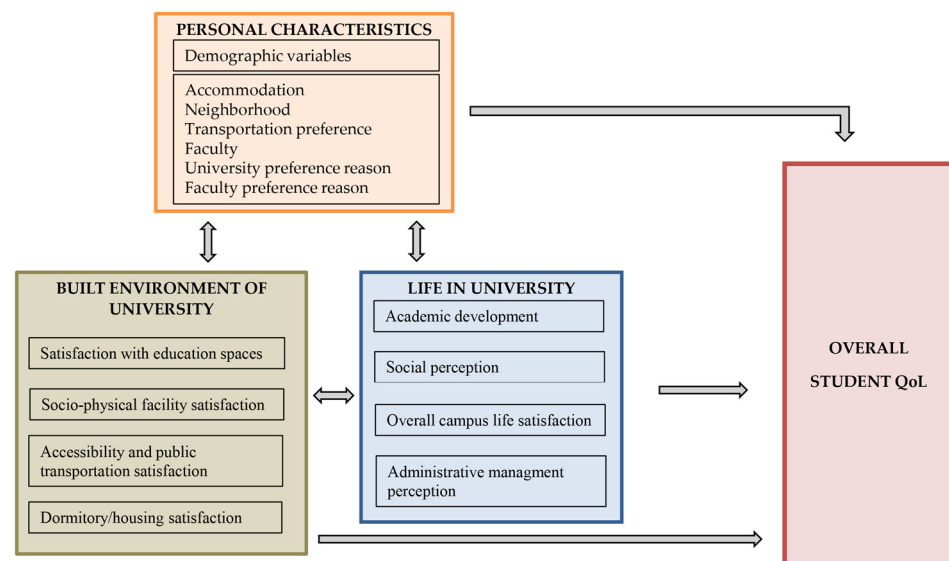 PERSONAL CHARACTERISTICS
Demographic variables
Accommodation
Neighborhood
Transportation preference
Faculty
University preference reason
Faculty preference reason
BUILT ENVIRONMENT OF
UNIVERSITY
Satisfaction with education spaces
Socio-physical facility satisfaction
Accessibility and public
transportation satisfaction
Dormitory/housing satisfaction
LIFE IN UNIVERSITY
Academic development
Social perception
Overall campus life satisfaction
Administrative managment
perception
OVERALL
STUDENT QoL